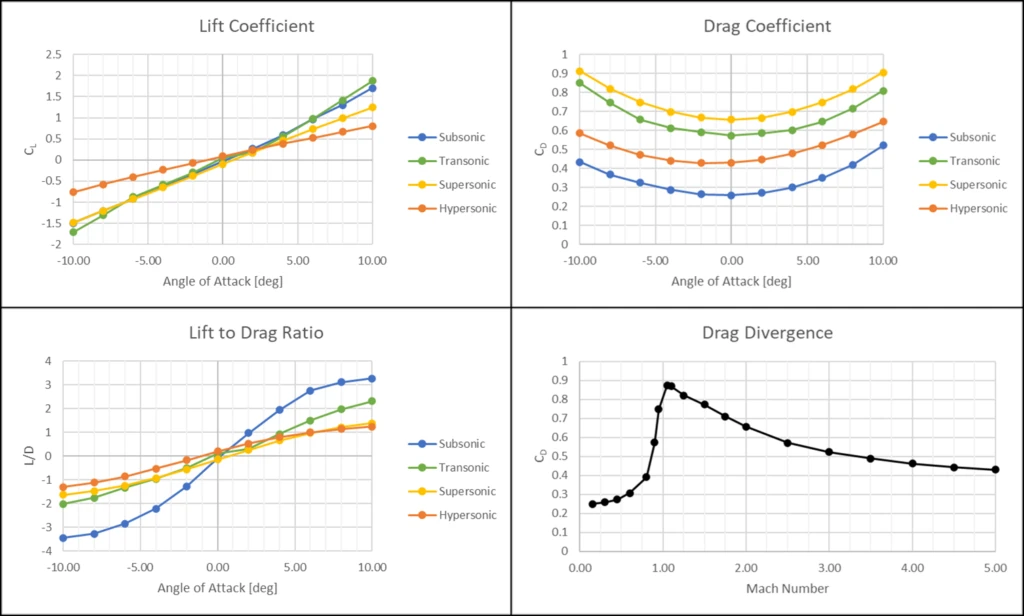 Lift Coefficient
2.5
2
1.5
1
0.5
0
-0.5
-1
-1.5
-2
CL
-10.00 -5.00 0.00 5.00 10.00
Angle of Attack [deg]
Subsonic
Transonic
Supersonic
Hypersonic
Drag Coefficient
1
0.9
0.8
0.7
0.6
0.5
0.4
0.3
0.2
0.1
0
CD
-10.00 -5.00 0.00 5.00 10.00
Angle of Attack [deg]
Subsonic
Transonic
Supersonic
Hypersonic
Lift to Drag Ratio
4
3
2
1
0
-1
-2
-3
-4
L/D
-10.00 -5.00 0.00 5.00 10.00
Angle of Attack [deg]
Subsonic
Transonic
Supersonic
Hypersonic
Drag Divergence
1
0.9
0.8
0.7
0.6
0.5
0.4
0.3
0.2
0.1
0
CD
0.00 1.00 2.00 3.00 4.00 5.00
Mach Number